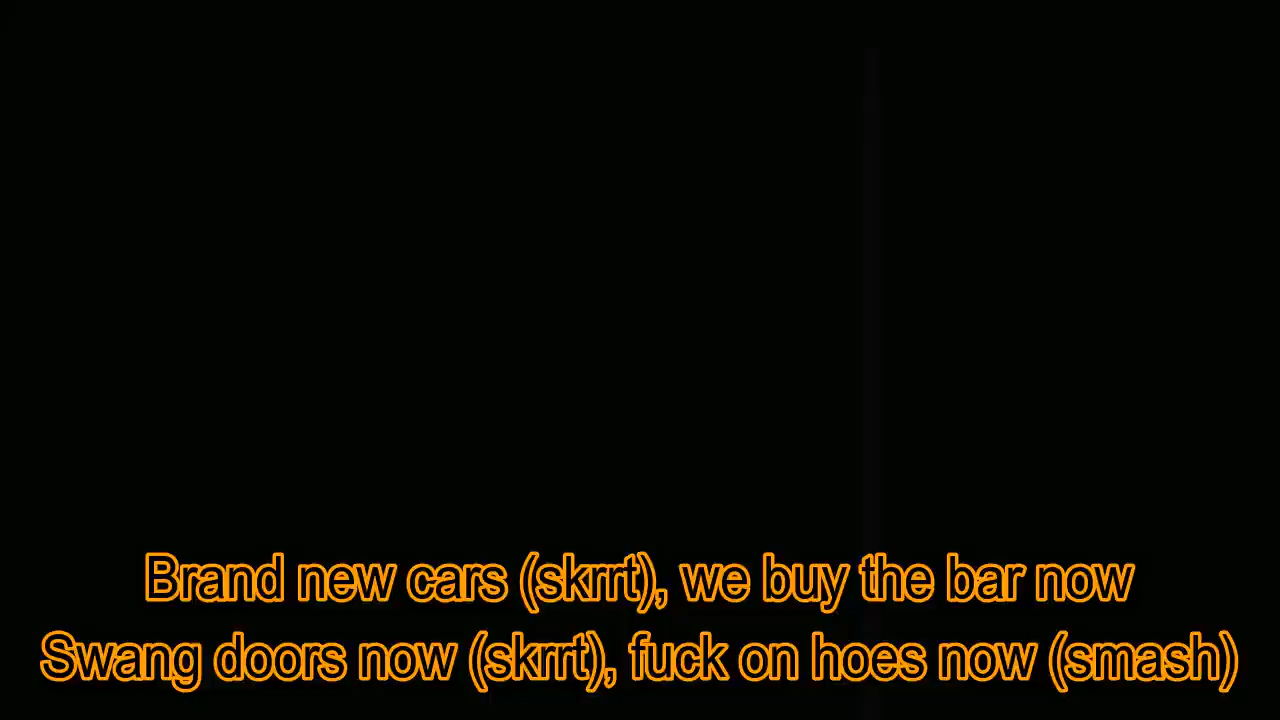 Brand new cars (skrrt), we buy the bar now
Swang doors now (skrrt), fuck on hoes now (smash)